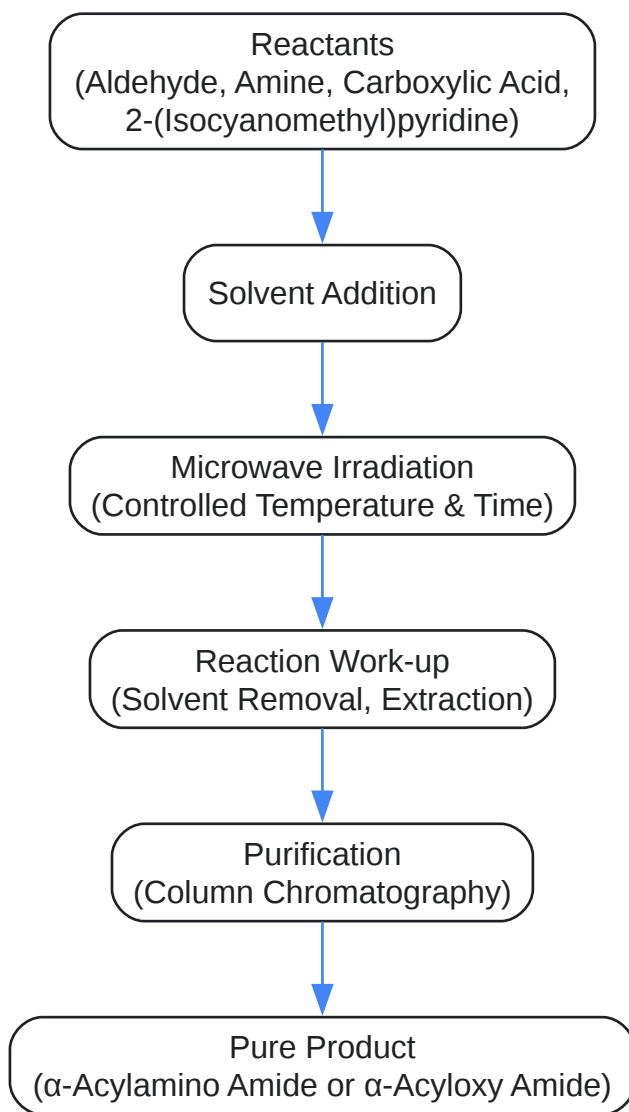 Reactants
(Aldehyde, Amine, Carboxylic Acid,
2-(Isocyanomethyl)pyridine)
Solvent Addition
Microwave Irradiation
(Controlled Temperature & Time)
Reaction Work-up
(Solvent Removal, Extraction)
Purification
(Column Chromatography)
Pure Product
(α-Acylamino Amide or α-Acyloxy Amide)